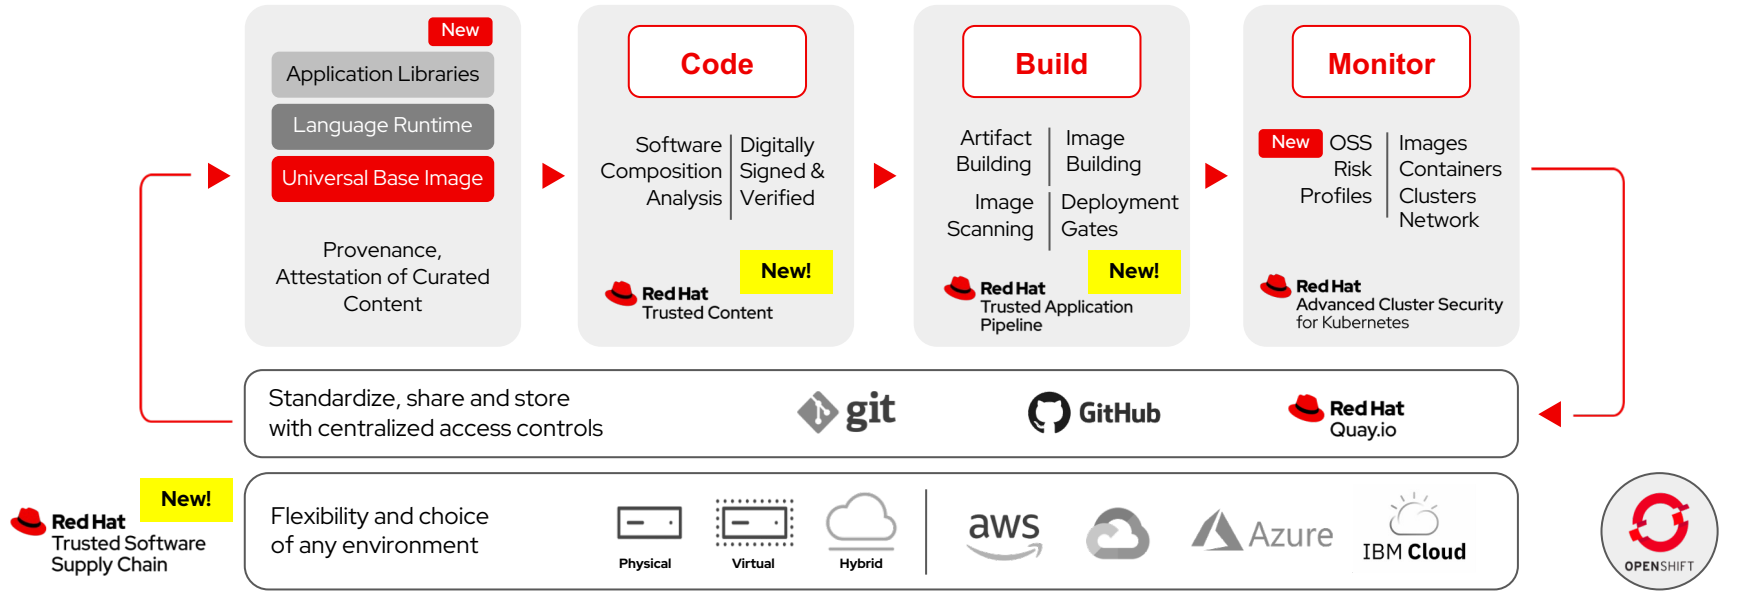 New
Application Libraries
Language Runtime
Universal Base Image
Provenance,
Attestation of Curated
Content
Code
Software
Composition
Analysis
Digitally
Signed &
Verified
New!
Red Hat
Trusted Content
Build
Artifact
Building
Image
Building
Image
Scanning
Deployment
Gates
New!
Red Hat
Trusted Application
Pipeline
Monitor
New
OSS
Risk
Profiles
Images
Containers
Clusters
Network
Red Hat
Advanced Cluster Security
for Kubernetes
Standardize, share and store
with centralized access controls
git
GitHub
Red Hat
Quay.io
New!
Red Hat
Trusted Software
Supply Chain
Flexibility and choice
of any environment
Physical
Virtual
Hybrid
aws
Azure
IBM Cloud
OPENSHIFT